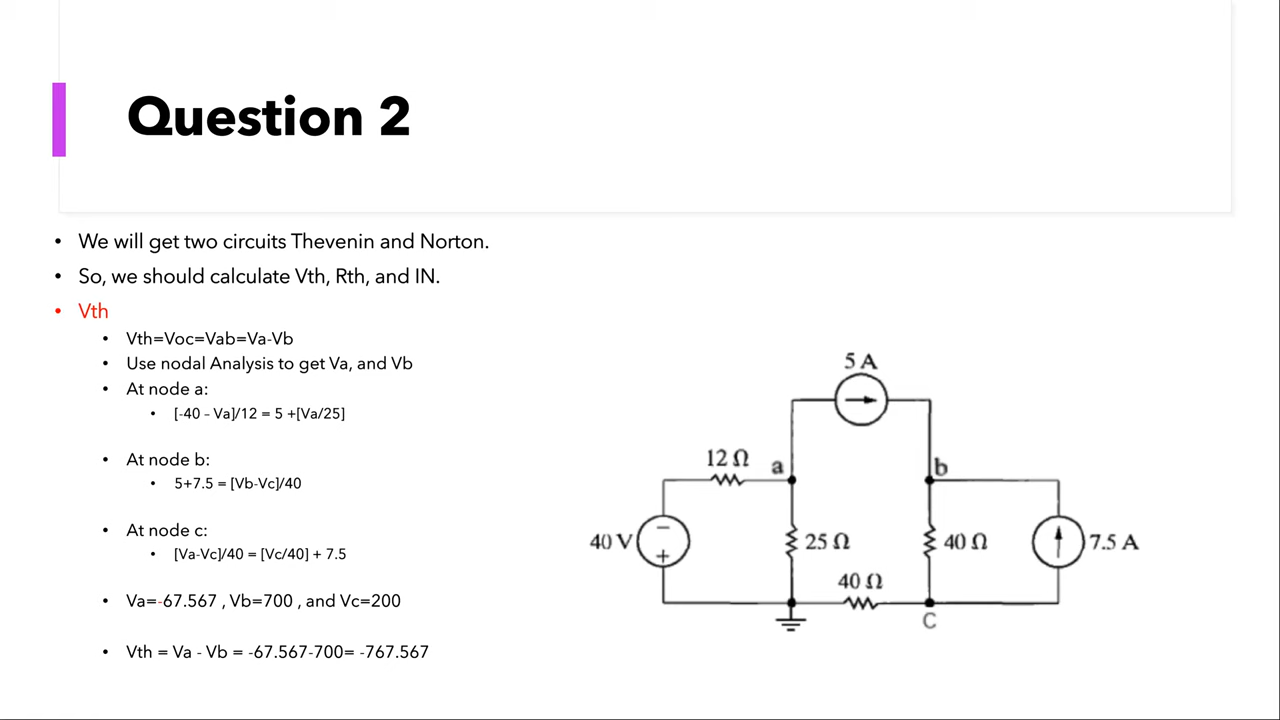 Question 2
• We will get two circuits Thevenin and Norton.
• So, we should calculate Vth, Rth, and IN.
• Vth
• Vth=Voc=Vab=Va-Vb
• Use nodal Analysis to get Va, and Vb
• At node a:
• [-40 – Va]/12 = 5 +[Va/25]
• At node b:
• 5+7.5 = [Vb-Vc]/40
• At node c:
• [Va-Vc]/40 = [Vc/40] + 7.5
• Va=-67.567 , Vb=700 , and Vc=200
• Vth = Va - Vb = -67.567-700= -767.567
5 A
12 Ω
a
b
40 V
−
+
25 Ω
40 Ω
7.5 A
40 Ω
C